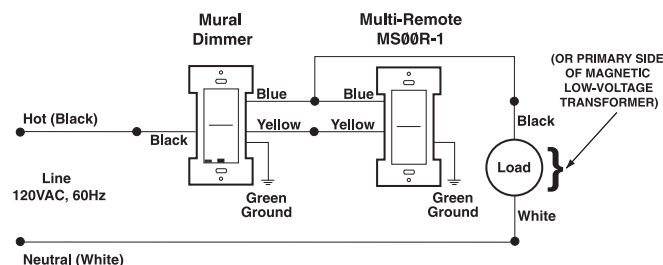 Mural
Dimmer
Multi-Remote
MS00R-1
(OR PRIMARY SIDE
OF MAGNETIC
LOW-VOLTAGE
TRANSFORMER)
Blue
Blue
Hot (Black)
Black
Yellow
Yellow
Black
Line
120VAC, 60Hz
Load
Green
Ground
Green
Ground
White
Neutral (White)